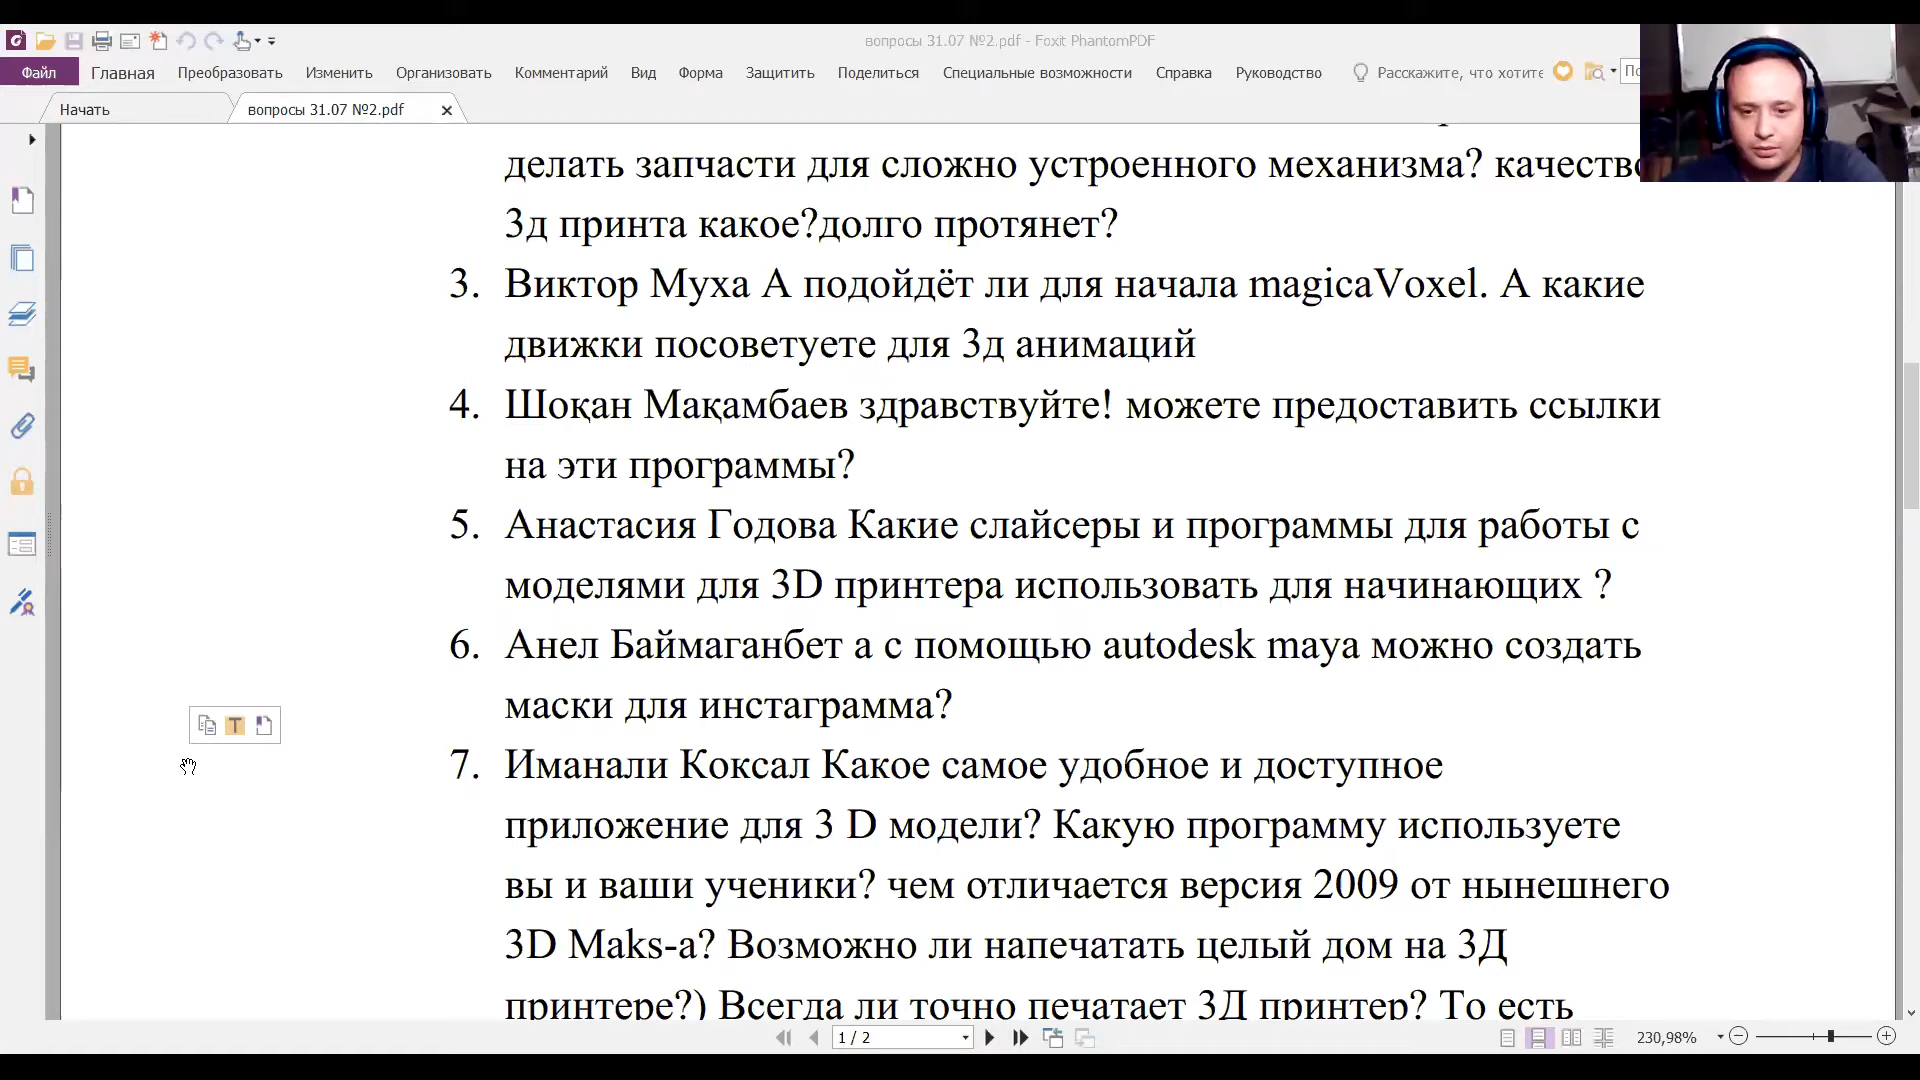 вопросы 31.07 №2.pdf - Foxit PhantomPDF
Файл Главная Преобразовать Изменить Организовать Комментарий Вид Форма Защитить Поделиться Специальные возможности Справка Руководство Расскажите, что хотите
Начать вопросы 31.07 №2.pdf
делать запчасти для сложно устроенного механизма? качество
3д принта какое?долго протянет?
3. Виктор Муха А подойдёт ли для начала magicaVoxel. А какие
движки посоветуете для 3д анимаций
4. Шоқан Мақамбаев здравствуйте! можете предоставить ссылки
на эти программы?
5. Анастасия Годова Какие слайсеры и программы для работы с
моделями для 3D принтера использовать для начинающих ?
6. Анел Баймаганбет а с помощью autodesk maya можно создать
маски для инстаграмма?
7. Иманали Коксал Какое самое удобное и доступное
приложение для 3 D модели? Какую программу используете
вы и ваши ученики? чем отличается версия 2009 от нынешнего
3D Maks-а? Возможно ли напечатать целый дом на 3Д
принтере?) Всегда ли точно печатает 3Д принтер? То есть
1 / 2 230,98%